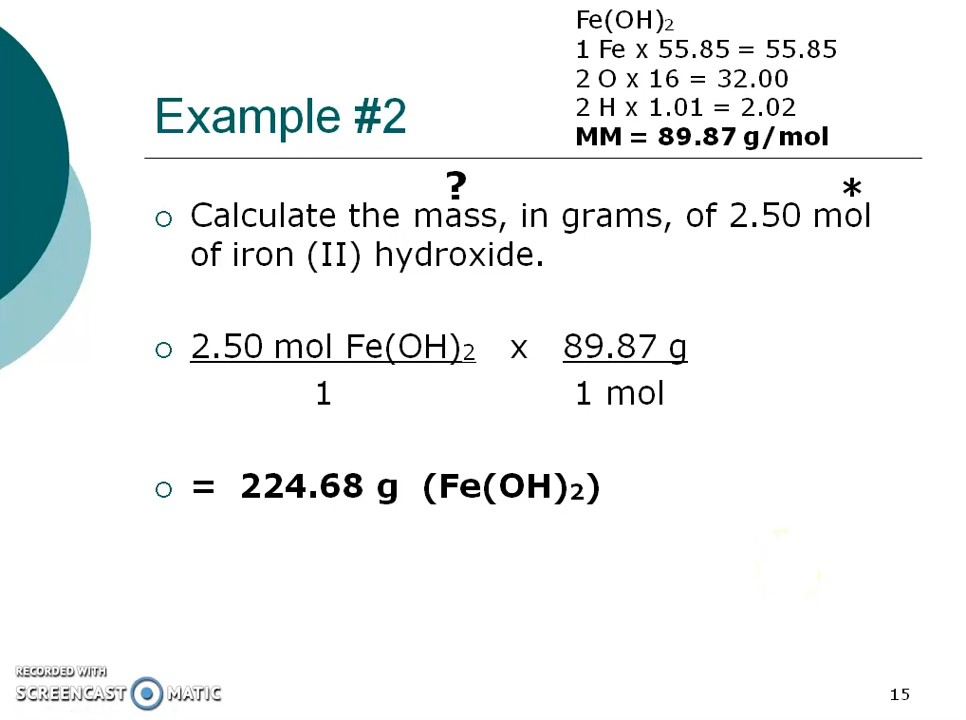 Fe(OH)₂
1 Fe x 55.85 = 55.85
2 O x 16 = 32.00
2 H x 1.01 = 2.02
MM = 89.87 g/mol
Example #2
? *
Calculate the mass, in grams, of 2.50 mol
of iron (II) hydroxide.
2.50 mol Fe(OH)₂ x 89.87 g
1 1 mol
= 224.68 g (Fe(OH)₂)
RECORDED WITH
SCREENCAST MATIC
15